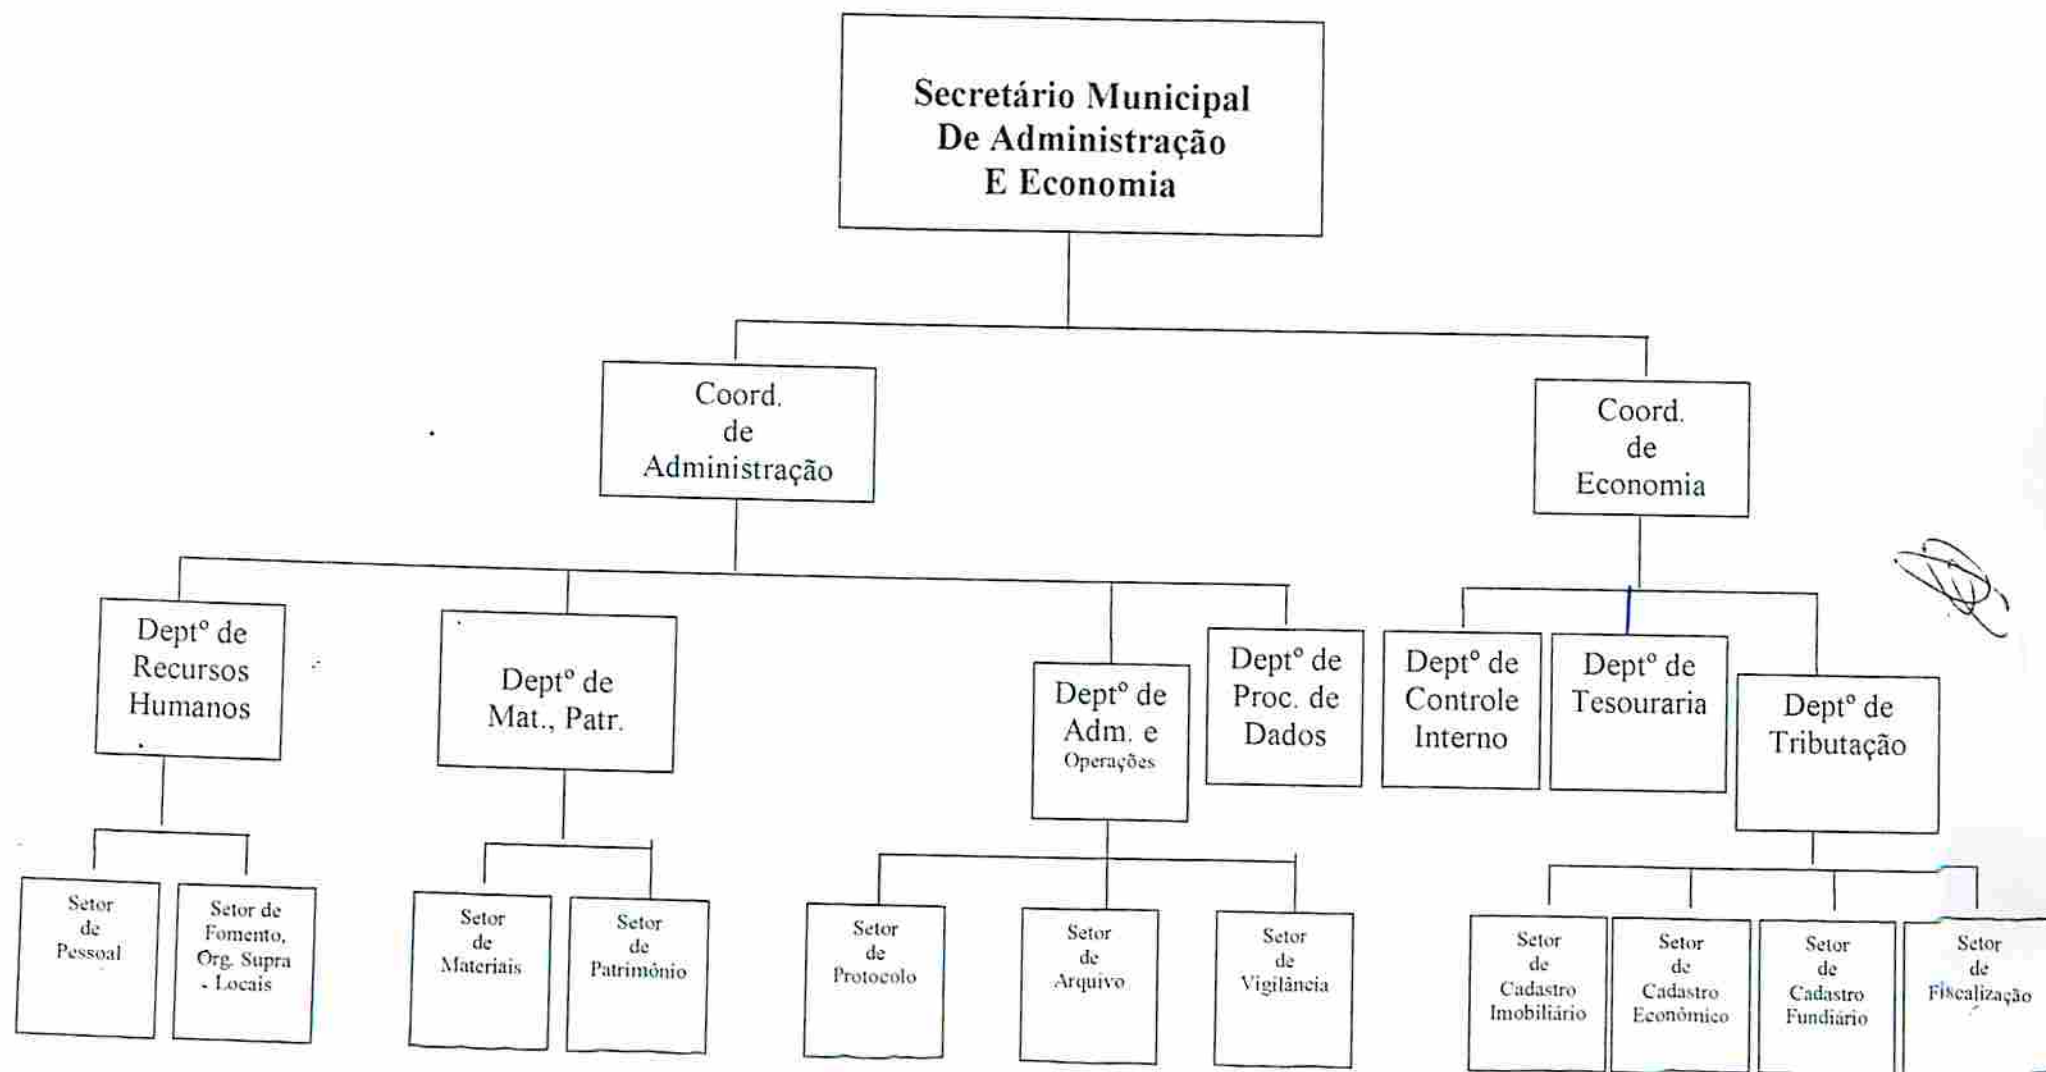 Secretário Municipal
De Administração
E Economia
Coord.
de
Administração
Coord.
de
Economia
Deptº de
Recursos
Humanos
Deptº de
Mat., Patr.
Deptº de
Adm. e
Operações
Deptº de
Proc. de
Dados
Deptº de
Controle
Interno
Deptº de
Tesouraria
Deptº de
Tributação
Setor
de
Pessoal
Setor de
Fomento,
Org. Supra
- Locais
Setor
de
Materiais
Setor
de
Patrimônio
Setor
de
Protocolo
Setor
de
Arquivo
Setor
de
Vigilância
Setor
de
Cadastro
Imobiliário
Setor
de
Cadastro
Econômico
Setor
de
Cadastro
Fundiário
Setor
de
Fiscalização